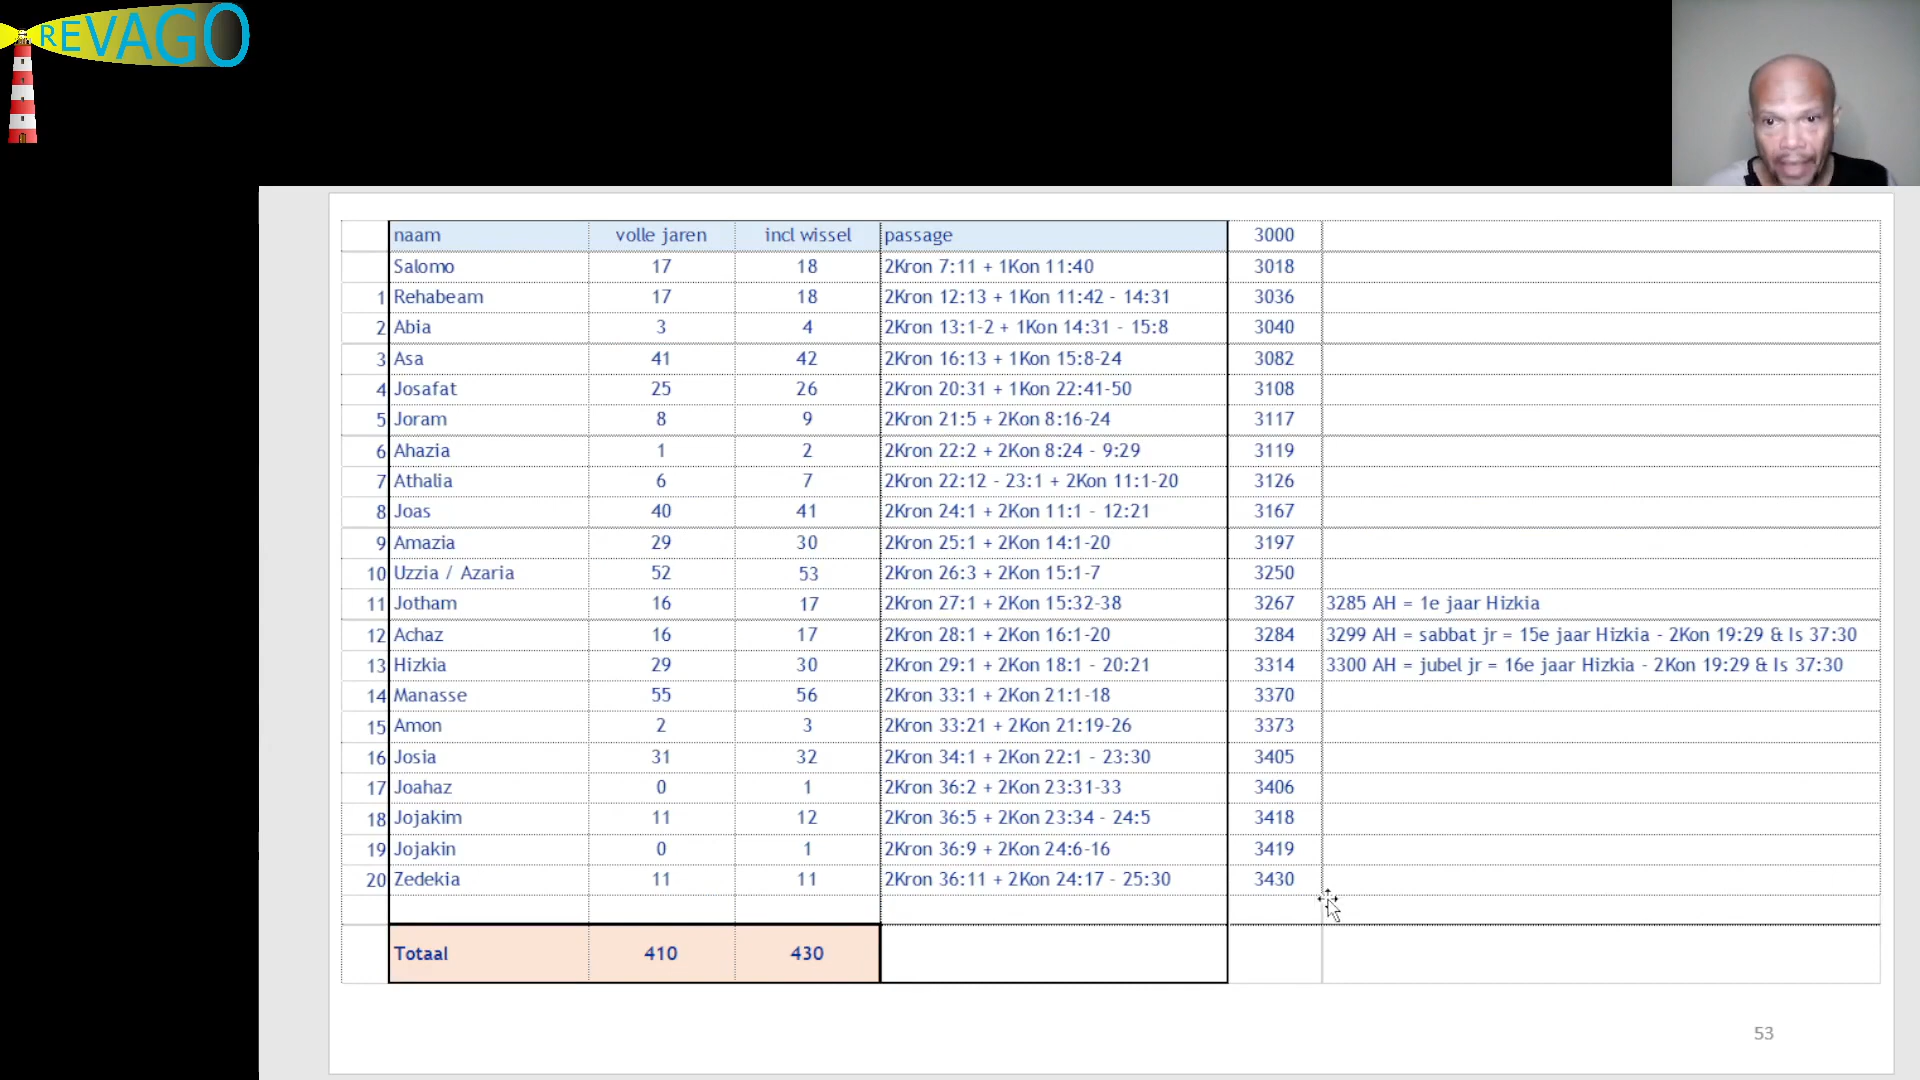 REVAGO
naam volle jaren incl wissel passage 3000
Salomo 17 18 2Kron 7:11 + 1Kon 11:40 3018
1 Rehabeam 17 18 2Kron 12:13 + 1Kon 11:42 - 14:31 3036
2 Abia 3 4 2Kron 13:1-2 + 1Kon 14:31 - 15:8 3040
3 Asa 41 42 2Kron 16:13 + 1Kon 15:8-24 3082
4 Josafat 25 26 2Kron 20:31 + 1Kon 22:41-50 3108
5 Joram 8 9 2Kron 21:5 + 2Kon 8:16-24 3117
6 Ahazia 1 2 2Kron 22:2 + 2Kon 8:24 - 9:29 3119
7 Athalia 6 7 2Kron 22:12 - 23:1 + 2Kon 11:1-20 3126
8 Joas 40 41 2Kron 24:1 + 2Kon 11:1 - 12:21 3167
9 Amazia 29 30 2Kron 25:1 + 2Kon 14:1-20 3197
10 Uzzia / Azaria 52 53 2Kron 26:3 + 2Kon 15:1-7 3250
11 Jotham 16 17 2Kron 27:1 + 2Kon 15:32-38 3267 3285 AH = 1e jaar Hizkia
12 Achaz 16 17 2Kron 28:1 + 2Kon 16:1-20 3284 3299 AH = sabbat jr = 15e jaar Hizkia - 2Kon 19:29 & Is 37:30
13 Hizkia 29 30 2Kron 29:1 + 2Kon 18:1 - 20:21 3314 3300 AH = jubel jr = 16e jaar Hizkia - 2Kon 19:29 & Is 37:30
14 Manasse 55 56 2Kron 33:1 + 2Kon 21:1-18 3370
15 Amon 2 3 2Kron 33:21 + 2Kon 21:19-26 3373
16 Josia 31 32 2Kron 34:1 + 2Kon 22:1 - 23:30 3405
17 Joahaz 0 1 2Kron 36:2 + 2Kon 23:31-33 3406
18 Jojakim 11 12 2Kron 36:5 + 2Kon 23:34 - 24:5 3418
19 Jojakin 0 1 2Kron 36:9 + 2Kon 24:6-16 3419
20 Zedekia 11 11 2Kron 36:11 + 2Kon 24:17 - 25:30 3430
Totaal 410 430
53